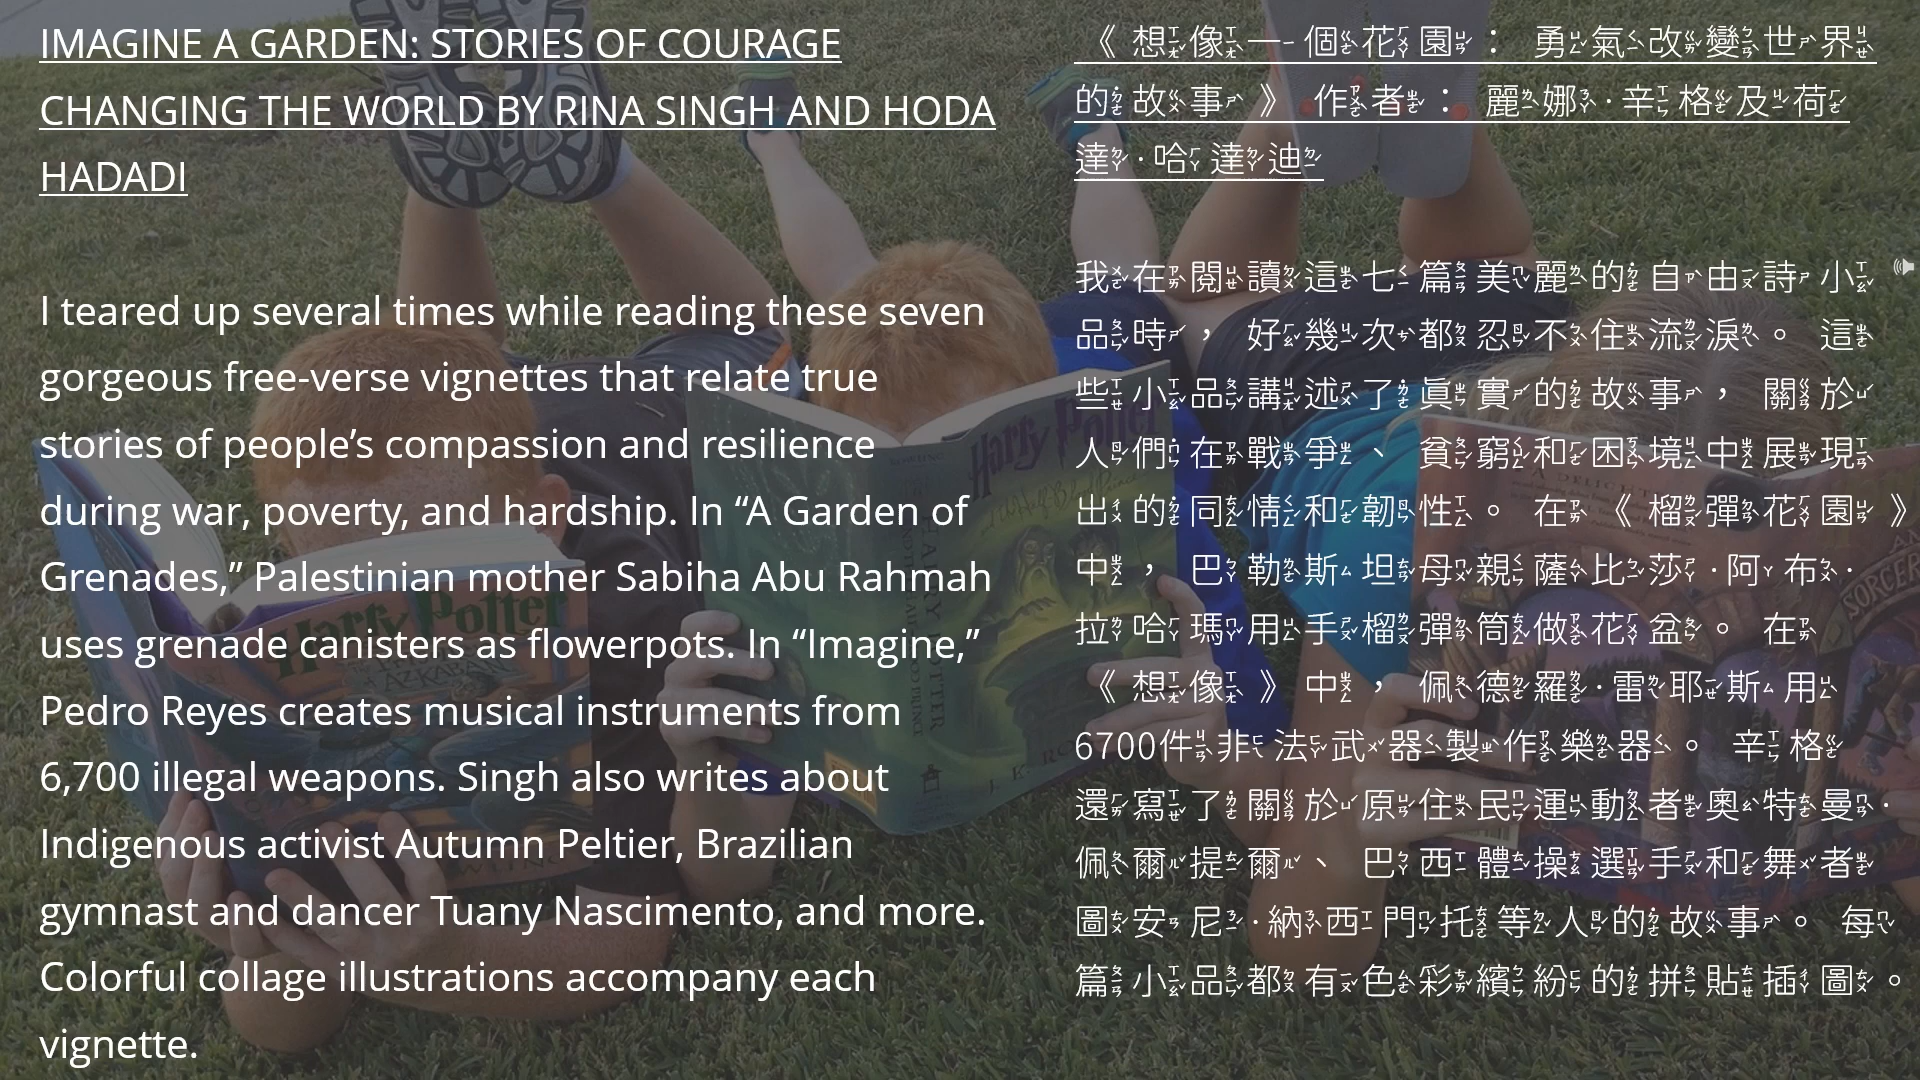 IMAGINE A GARDEN: STORIES OF COURAGE
CHANGING THE WORLD BY RINA SINGH AND HODA
HADADI
I teared up several times while reading these seven
gorgeous free-verse vignettes that relate true
stories of people’s compassion and resilience
during war, poverty, and hardship. In “A Garden of
Grenades,” Palestinian mother Sabiha Abu Rahmah
uses grenade canisters as flowerpots. In “Imagine,”
Pedro Reyes creates musical instruments from
6,700 illegal weapons. Singh also writes about
Indigenous activist Autumn Peltier, Brazilian
gymnast and dancer Tuany Nascimento, and more.
Colorful collage illustrations accompany each
vignette.
《想像一個花園：勇氣改變世界
的故事》作者：麗娜·辛格及荷
達·哈達迪
我在閱讀這七篇美麗的自由詩小
品時，好幾次都忍不住流淚。這
些小品講述了真實的故事，關於
人們在戰爭、貧窮和困境中展現
出的同情和韌性。在《榴彈花園》
中，巴勒斯坦母親薩比莎·阿布·
拉哈瑪用手榴彈筒做花盆。在
《想像》中，佩德羅·雷耶斯用
6700件非法武器製作樂器。辛格
還寫了關於原住民運動者奧特曼·
佩爾提爾、巴西體操選手和舞者
圖安尼·納西門托等人的故事。每
篇小品都有色彩繽紛的拼貼插圖。
Harry Potter
Harry Potter